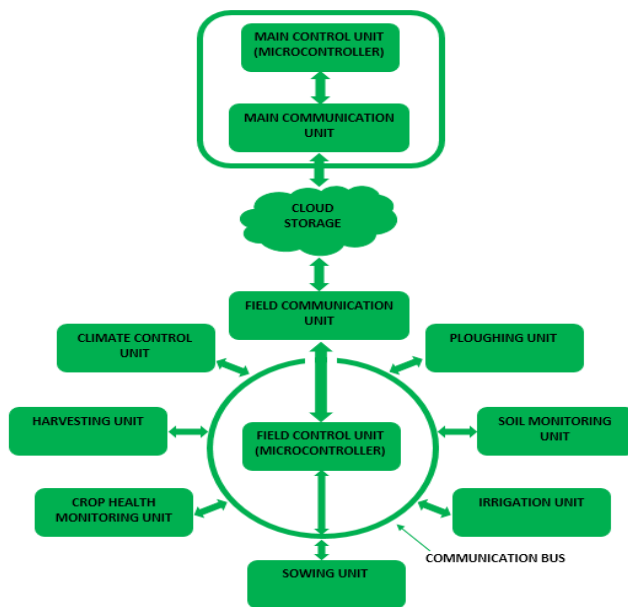 MAIN CONTROL UNIT
(MICROCONTROLLER)
MAIN COMMUNICATION
UNIT
CLOUD
STORAGE
FIELD COMMUNICATION
UNIT
CLIMATE CONTROL
UNIT
PLOUGHING UNIT
HARVESTING UNIT
FIELD CONTROL UNIT
(MICROCONTROLLER)
SOIL MONITORING
UNIT
CROP HEALTH
MONITORING UNIT
IRRIGATION UNIT
COMMUNICATION BUS
SOWING UNIT